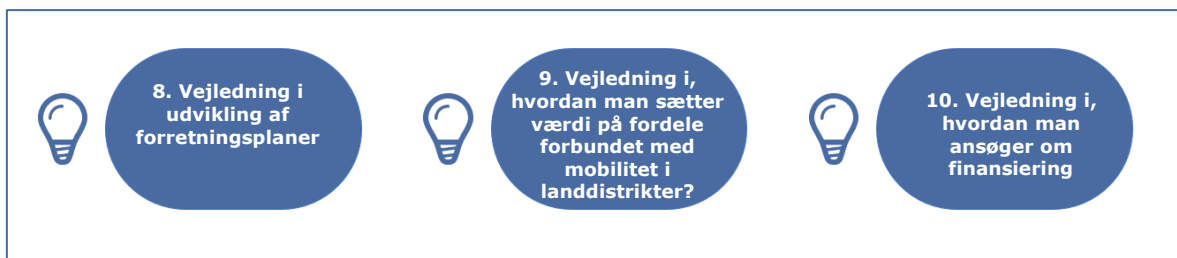 8. Vejledning i
udvikling af
forretningsplaner
9. Vejledning i,
hvordan man sætter
værdi på fordele
forbundet med
mobilitet i
landdistrikter?
10. Vejledning i,
hvordan man
ansøger om
finansiering